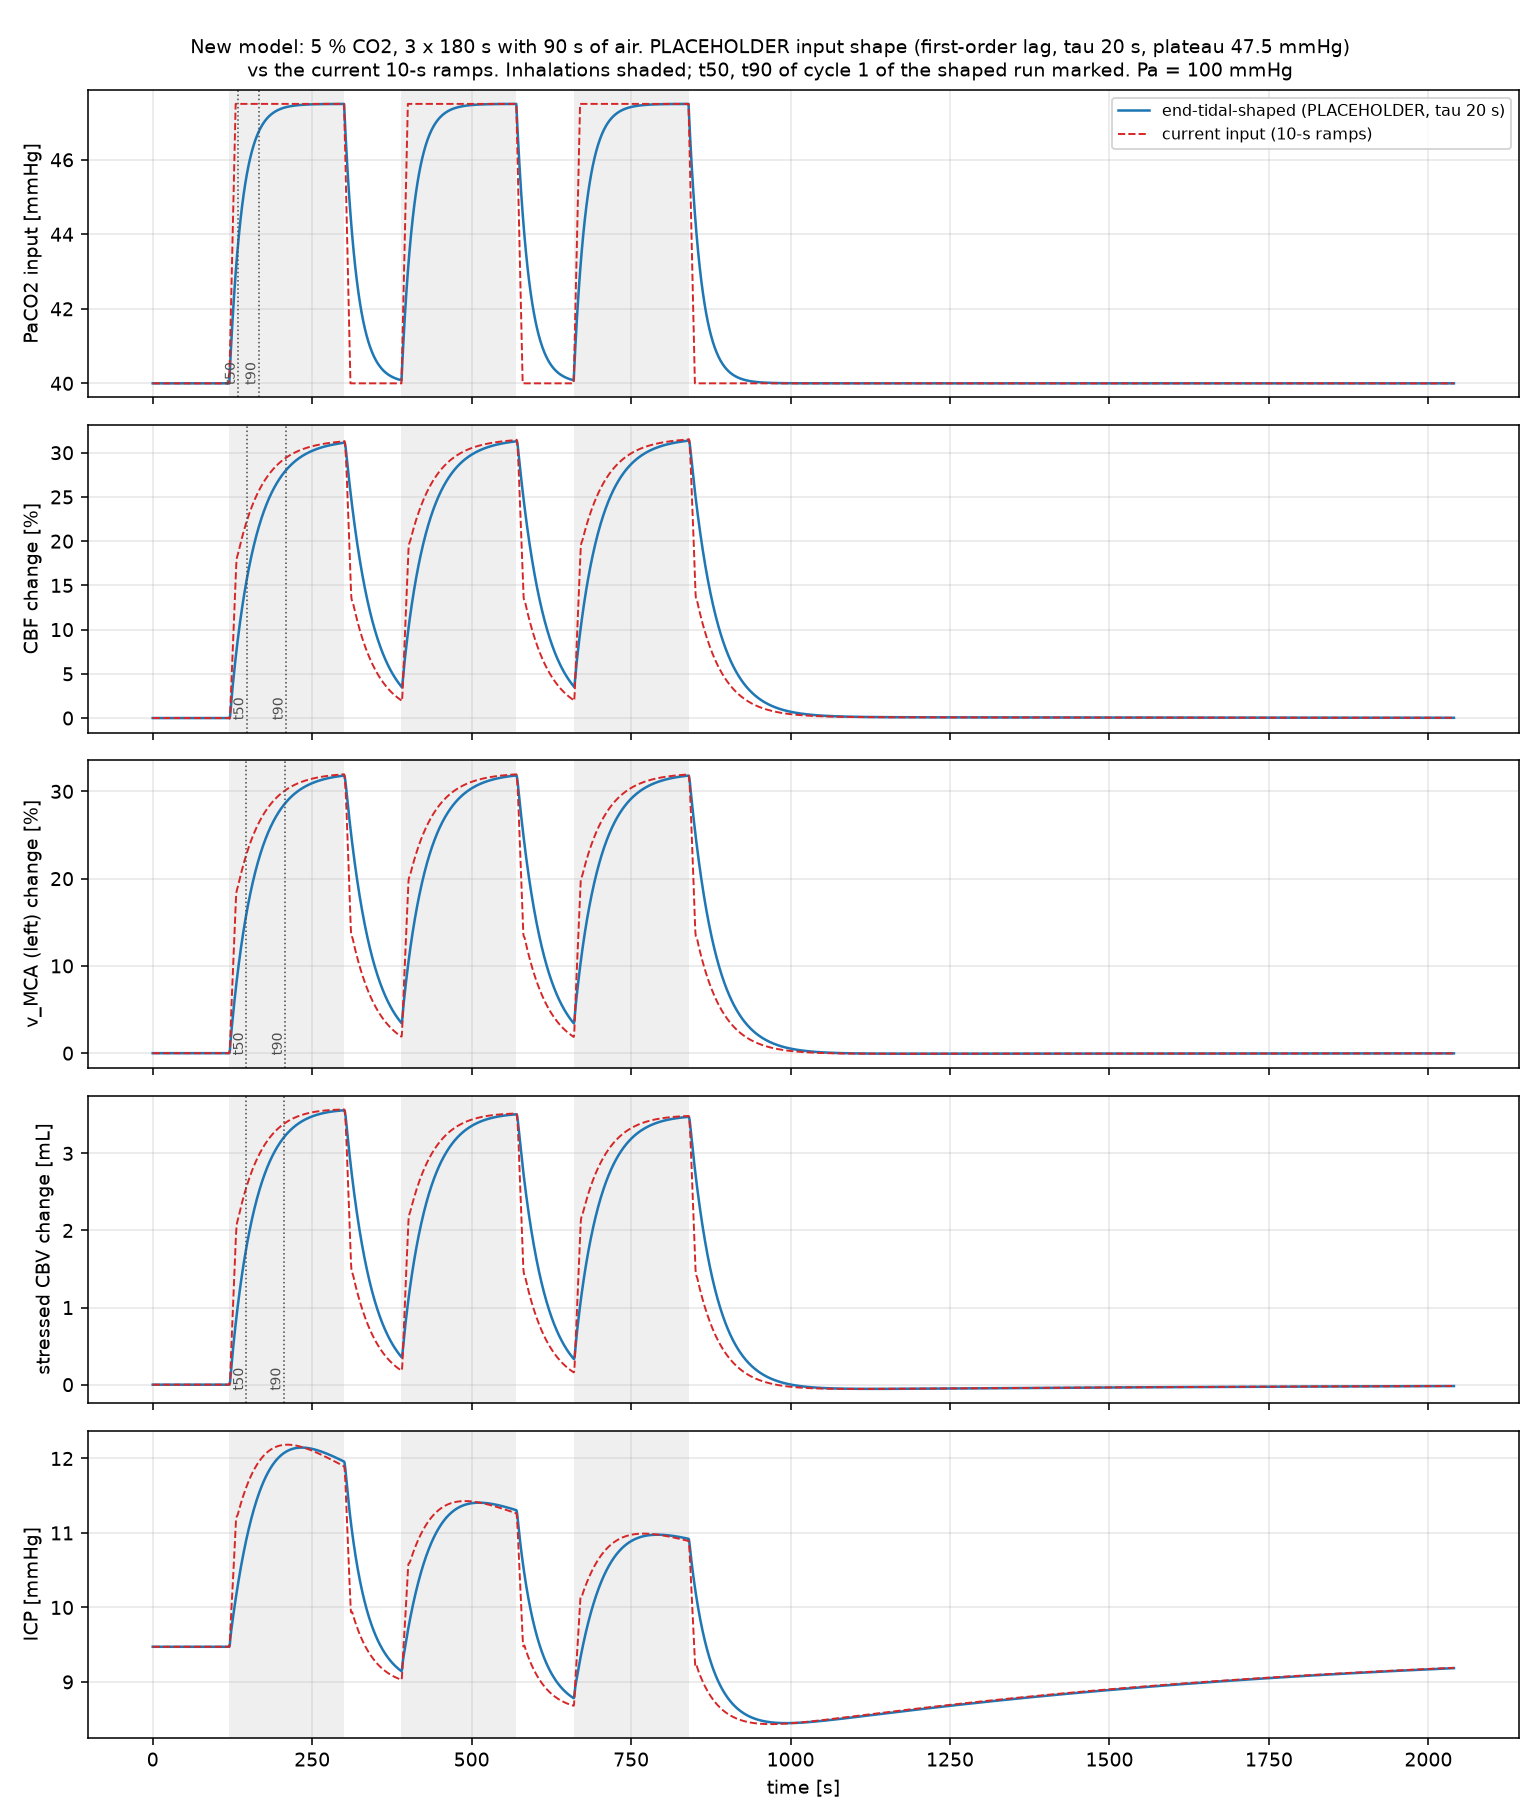 New model: 5 % CO2, 3 x 180 s with 90 s of air. PLACEHOLDER input shape (first-order lag, tau 20 s, plateau 47.5 mmHg)
vs the current 10-s ramps. Inhalations shaded; t50, t90 of cycle 1 of the shaped run marked. Pa = 100 mmHg
PaCO2 input [mmHg]
46
44
42
40
t50
t90
end-tidal-shaped (PLACEHOLDER, tau 20 s)
current input (10-s ramps)
CBF change [%]
30
25
20
15
10
5
0
t50
t90
v_MCA (left) change [%]
30
20
10
0
t50
t90
stressed CBV change [mL]
3
2
1
0
t50
t90
ICP [mmHg]
12
11
10
9
0
250
500
750
1000
1250
1500
1750
2000
time [s]